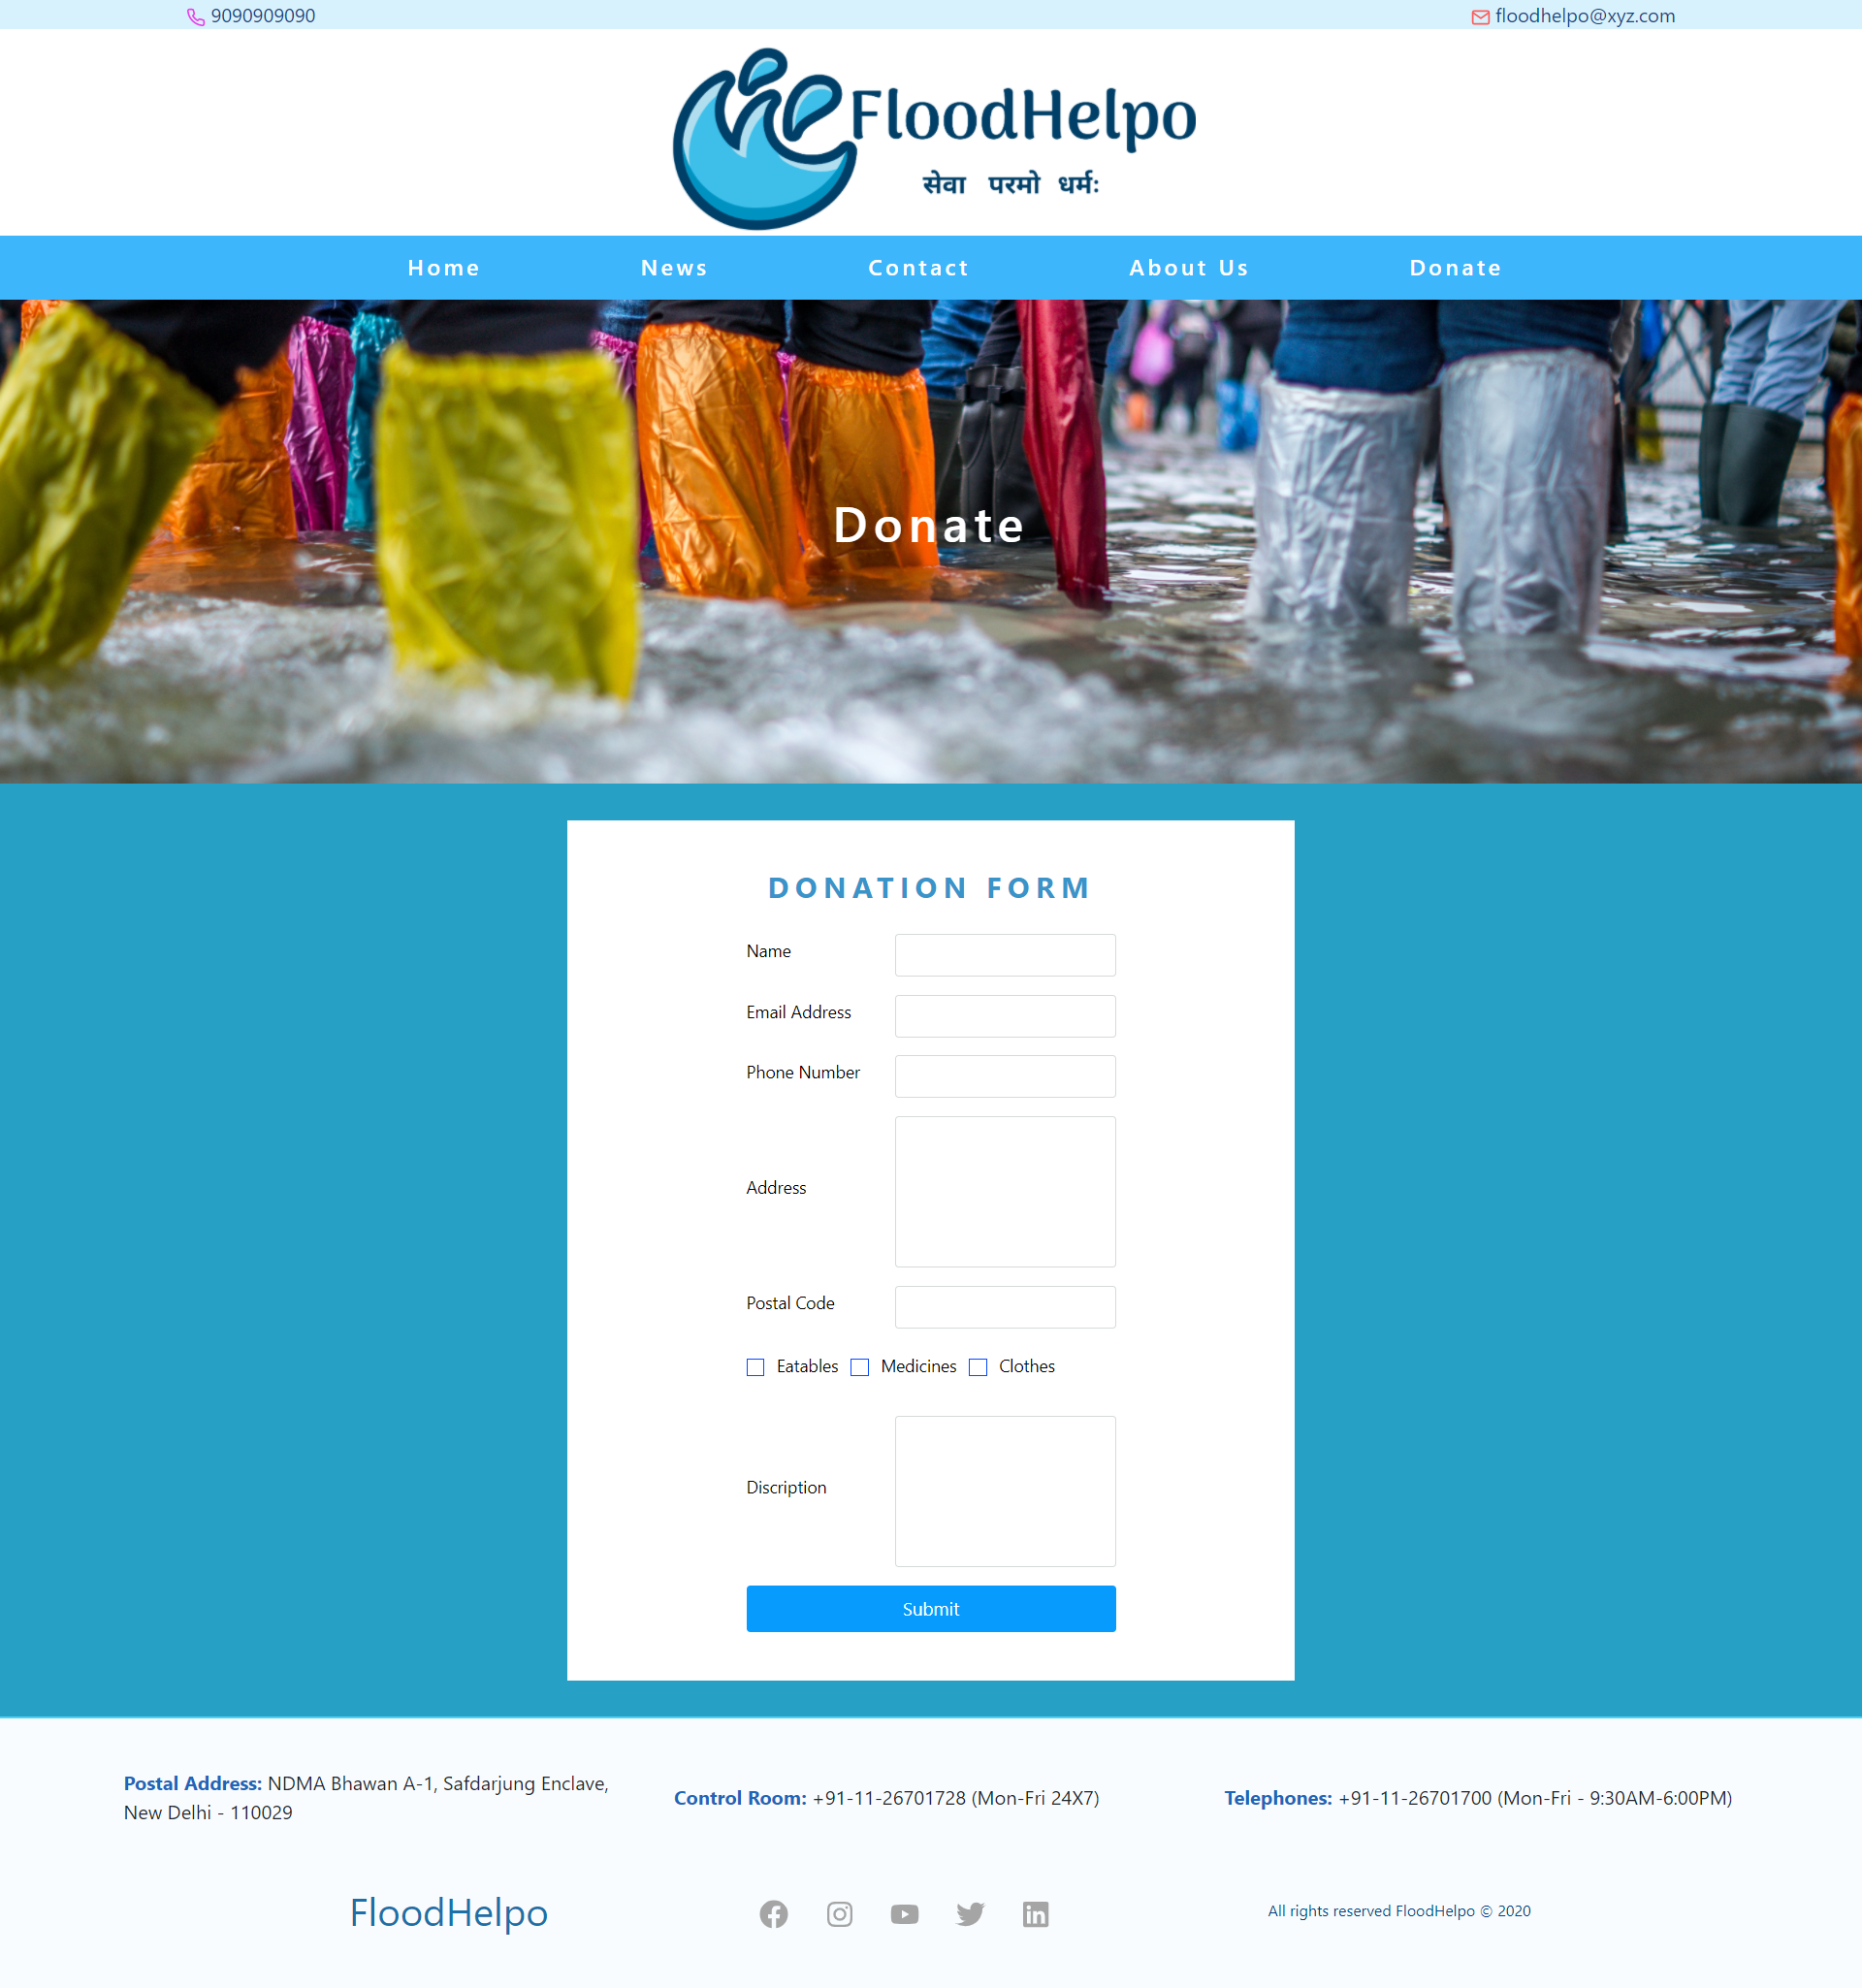 9090909090
floodhelpo@xyz.com
FloodHelpo
सेवा परमो धर्मः
Home News Contact About Us Donate
Donate
DONATION FORM
Name
Email Address
Phone Number
Address
Postal Code
Eatables Medicines Clothes
Discription
Submit
Postal Address: NDMA Bhawan A-1, Safdarjung Enclave,
New Delhi - 110029
Control Room: +91-11-26701728 (Mon-Fri 24X7)
Telephones: +91-11-26701700 (Mon-Fri - 9:30AM-6:00PM)
FloodHelpo
All rights reserved FloodHelpo © 2020